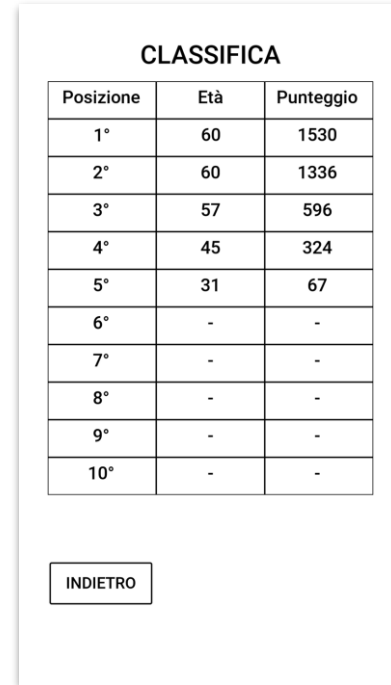 CLASSIFICA
Posizione Età Punteggio
1° 60 1530
2° 60 1336
3° 57 596
4° 45 324
5° 31 67
6° - -
7° - -
8° - -
9° - -
10° - -
INDIETRO